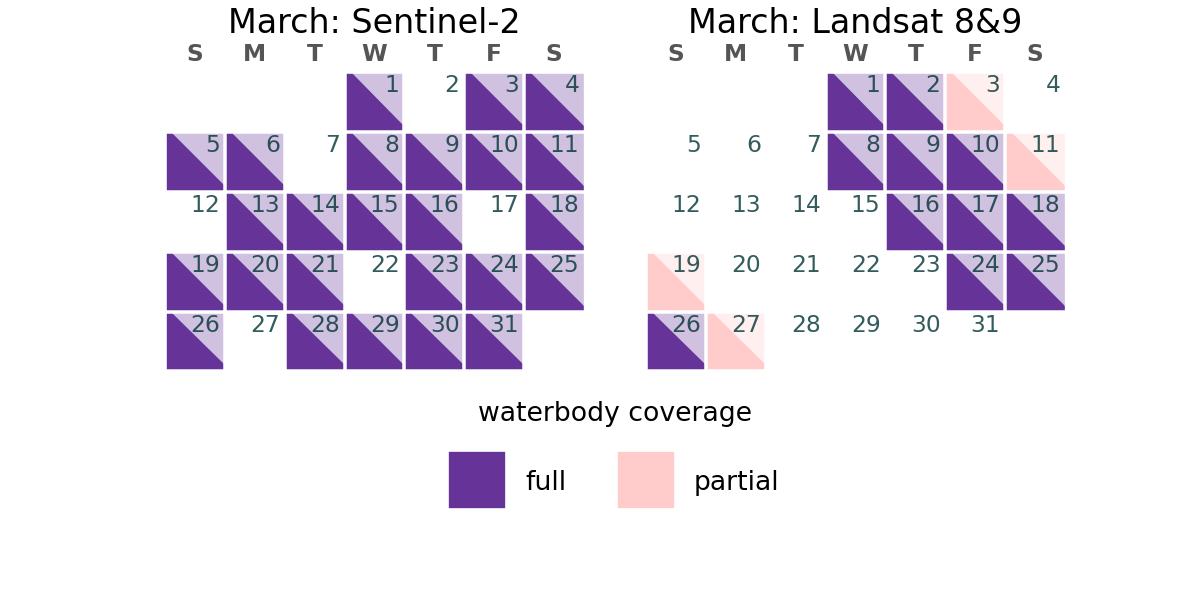 March: Sentinel-2
S M T W T F S
1 2 3 4
5 6 7 8 9 10 11
12 13 14 15 16 17 18
19 20 21 22 23 24 25
26 27 28 29 30 31
March: Landsat 8&9
S M T W T F S
1 2 3 4
5 6 7 8 9 10 11
12 13 14 15 16 17 18
19 20 21 22 23 24 25
26 27 28 29 30 31
waterbody coverage
full partial